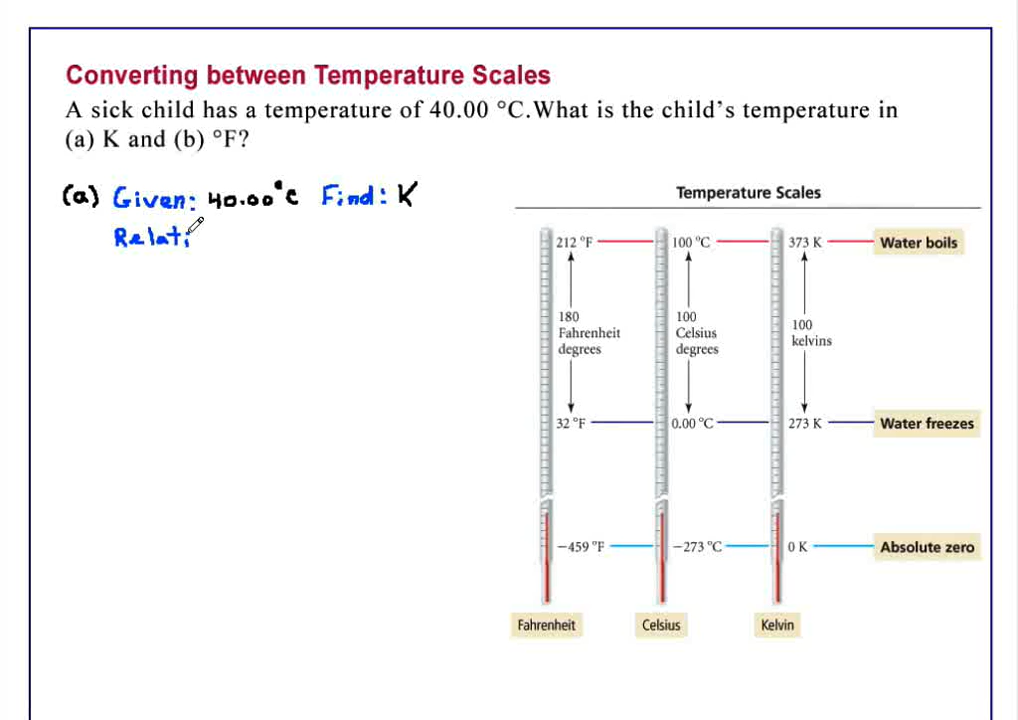 Converting between Temperature Scales
A sick child has a temperature of 40.00 °C.What is the child's temperature in
(a) K and (b) °F?
(a) Given: 40.00°C Find: K
Relati
Temperature Scales
212 °F 100 °C 373 K Water boils
180 Fahrenheit degrees
100 Celsius degrees
100 kelvins
32 °F 0.00 °C 273 K Water freezes
−459 °F −273 °C 0 K Absolute zero
Fahrenheit Celsius Kelvin